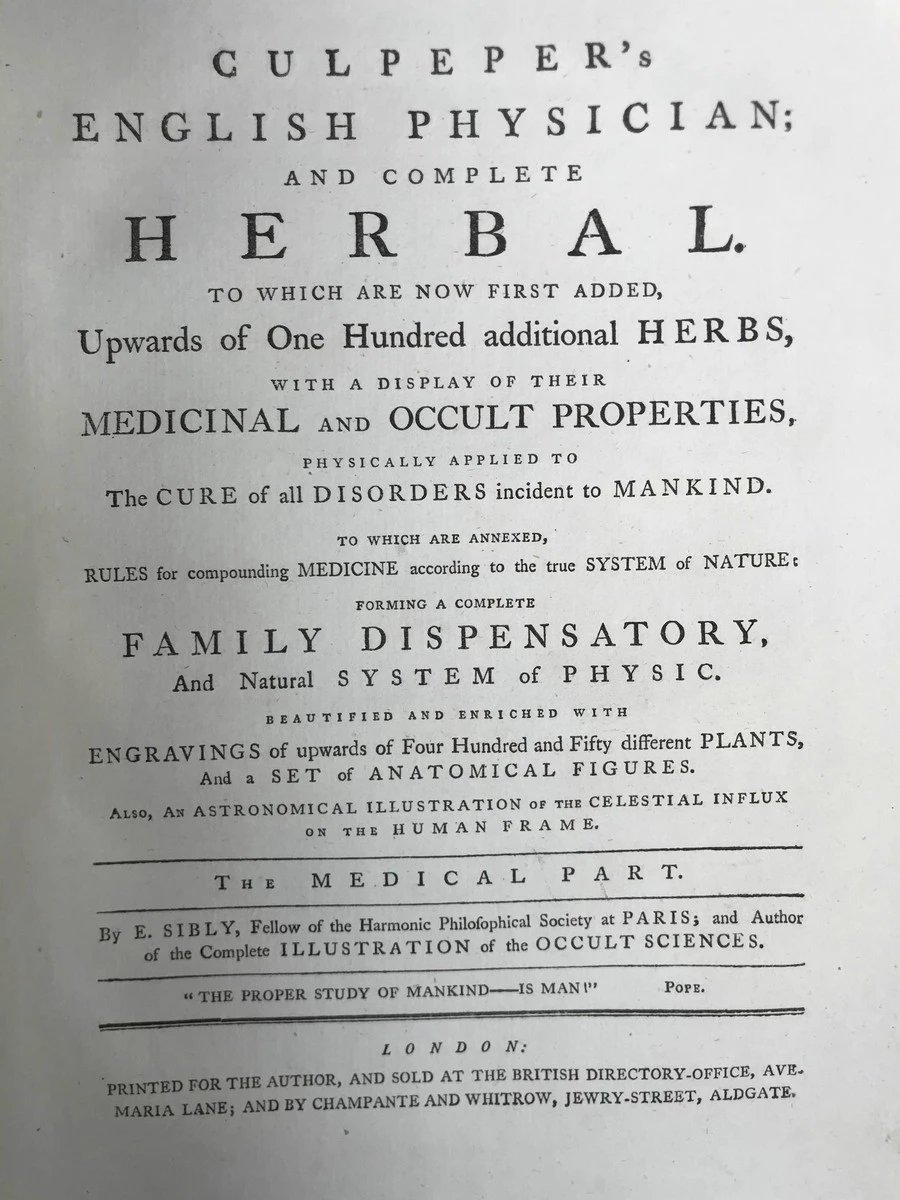 CULPEPER's
ENGLISH PHYSICIAN;
AND COMPLETE
HERBAL.
TO WHICH ARE NOW FIRST ADDED,
Upwards of One Hundred additional HERBS,
WITH A DISPLAY OF THEIR
MEDICINAL AND OCCULT PROPERTIES,
PHYSICALLY APPLIED TO
The CURE of all DISORDERS incident to MANKIND.
TO WHICH ARE ANNEXED,
RULES for compounding MEDICINE according to the true SYSTEM of NATURE:
FORMING A COMPLETE
FAMILY DISPENSATORY,
And Natural SYSTEM of PHYSIC.
BEAUTIFIED AND ENRICHED WITH
ENGRAVINGS of upwards of Four Hundred and Fifty different PLANTS,
And a SET of ANATOMICAL FIGURES.
ALSO, AN ASTRONOMICAL ILLUSTRATION OF THE CELESTIAL INFLUX
ON THE HUMAN FRAME.
THE MEDICAL PART.
By E. SIBLY, Fellow of the Harmonic Philoſophical Society at PARIS; and Author
of the Complete ILLUSTRATION of the OCCULT SCIENCES.
"THE PROPER STUDY OF MANKIND——IS MAN!" POPE.
LONDON:
PRINTED FOR THE AUTHOR, AND SOLD AT THE BRITISH DIRECTORY-OFFICE, AVE-
MARIA LANE; AND BY CHAMPANTE AND WHITROW, JEWRY-STREET, ALDGATE.